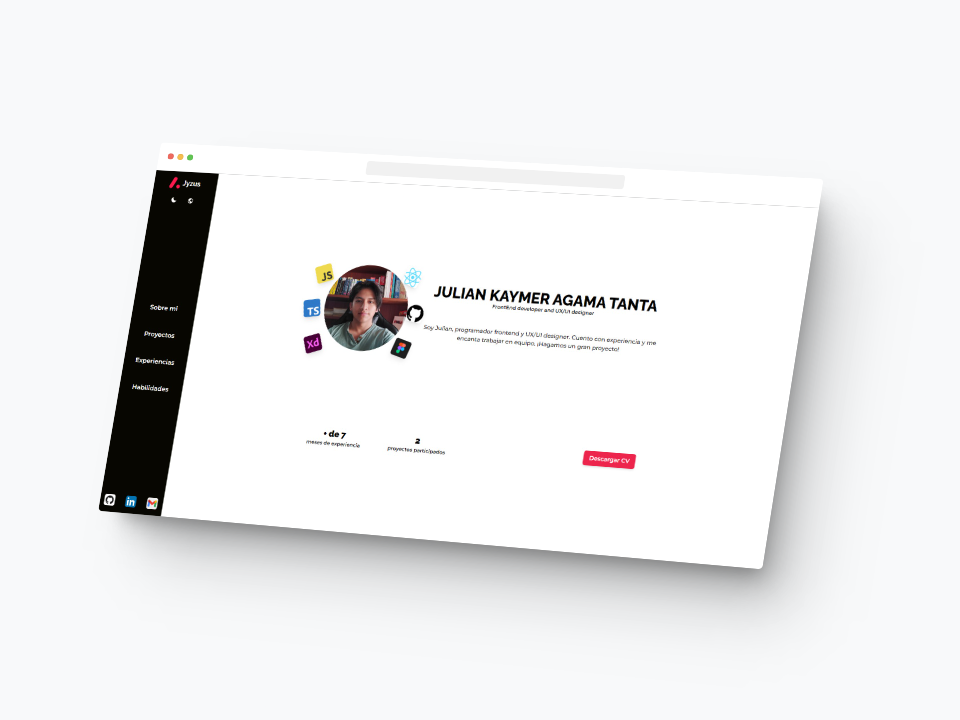 Jyzus
Sobre mi
Proyectos
Experiencias
Habilidades
JS
TS
Xd
JULIAN KAYMER AGAMA TANTA
Frontend developer and UX/UI designer
Soy Julian, programador frontend y UX/UI designer. Cuento con experiencia y me
encanta trabajar en equipo, ¡Hagamos un gran proyecto!
• de 7
meses de experiencia
2
proyectos participados
Descargar CV
in